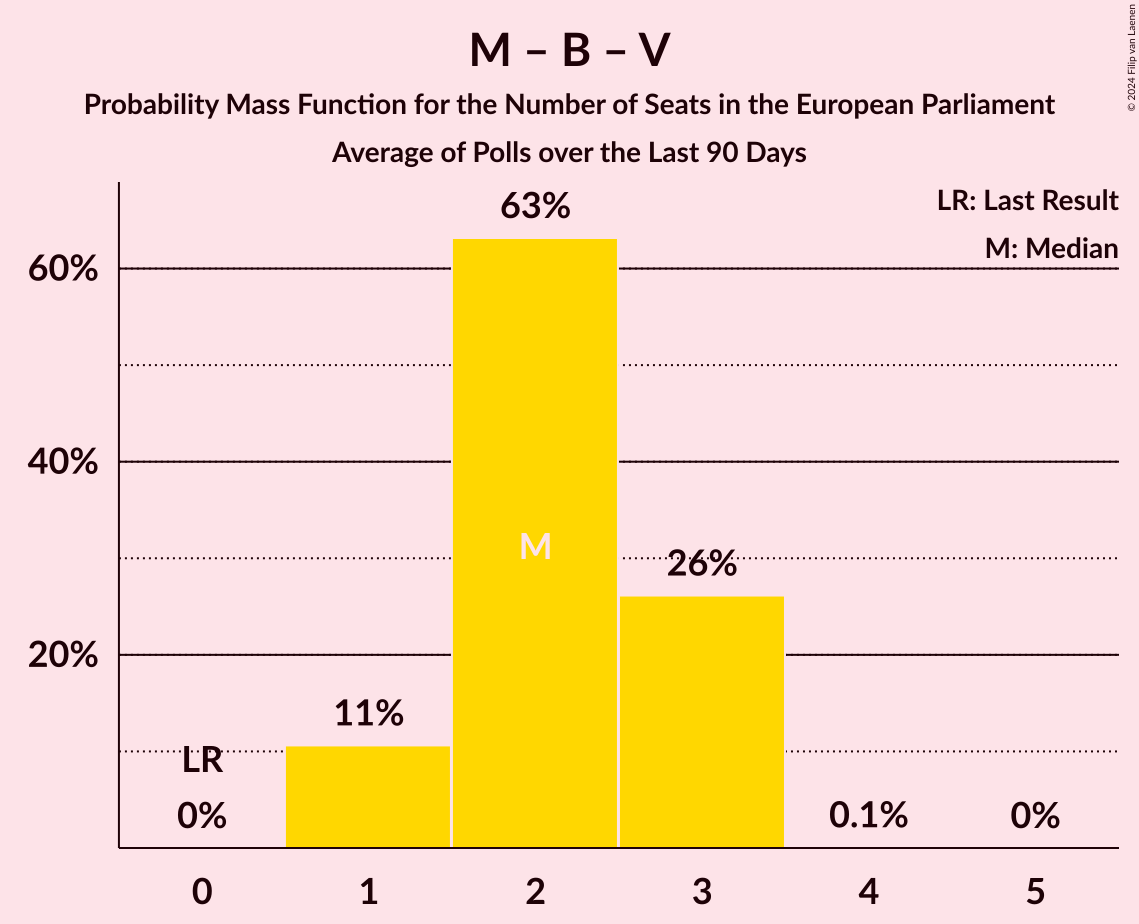 M – B – V
Probability Mass Function for the Number of Seats in the European Parliament
Average of Polls over the Last 90 Days
© 2024 Filip van Laenen
LR: Last Result
M: Median
60%
40%
20%
LR
0%
11%
63%
M
26%
0.1%
0%
0 1 2 3 4 5